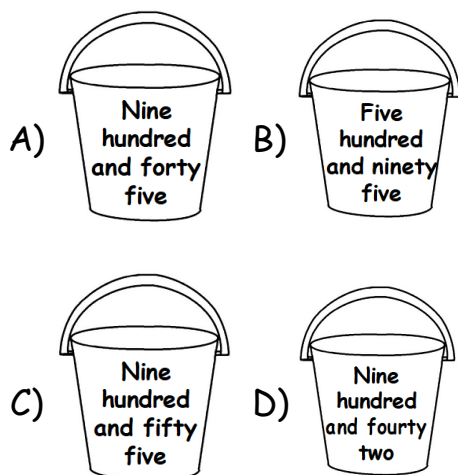 A)
Nine
hundred
and forty
five
B)
Five
hundred
and ninety
five
C)
Nine
hundred
and fifty
five
D)
Nine
hundred
and fourty
two